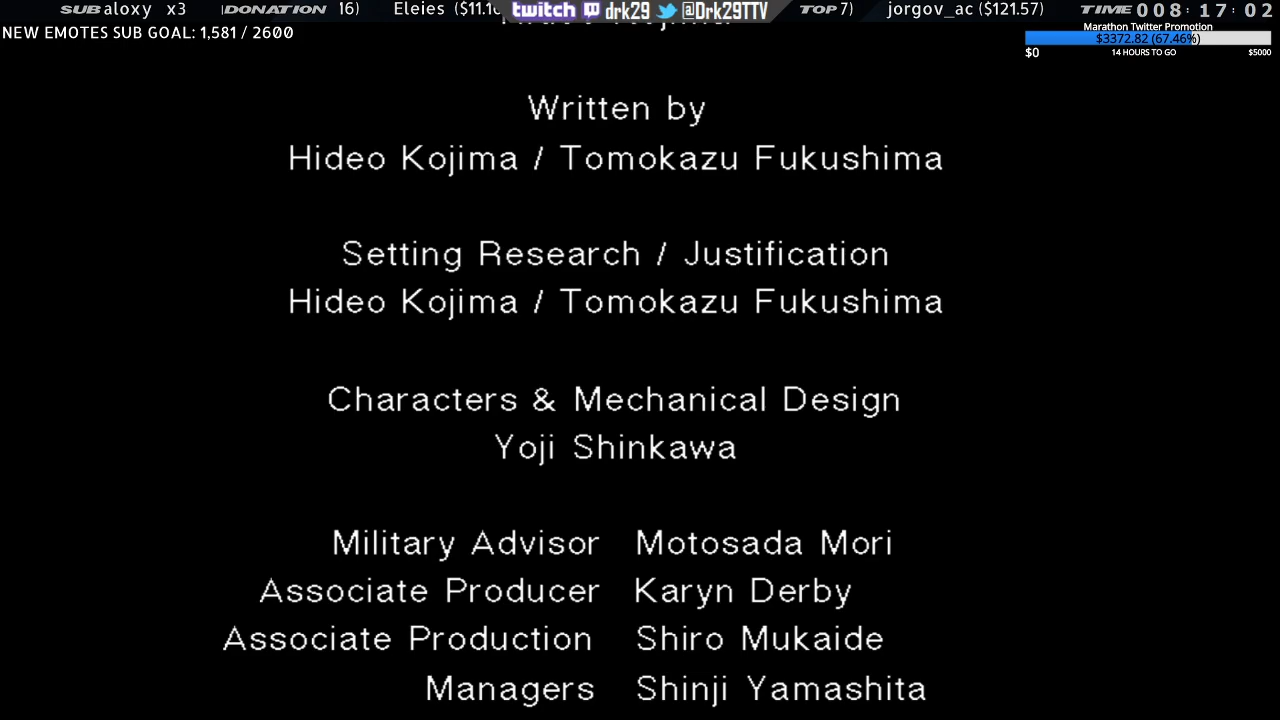 SUB aloxy x3 DONATION 16) Eleies ($11.10 twitch drk29 @Drk29TTV TOP 7) jorgov_ac ($121.57) TIME 008:17:02
NEW EMOTES SUB GOAL: 1,581 / 2600
Marathon Twitter Promotion
$3372.82 (67.46%)
$0 14 HOURS TO GO $5000
Written by
Hideo Kojima / Tomokazu Fukushima
Setting Research / Justification
Hideo Kojima / Tomokazu Fukushima
Characters & Mechanical Design
Yoji Shinkawa
Military Advisor Motosada Mori
Associate Producer Karyn Derby
Associate Production Shiro Mukaide
Managers Shinji Yamashita